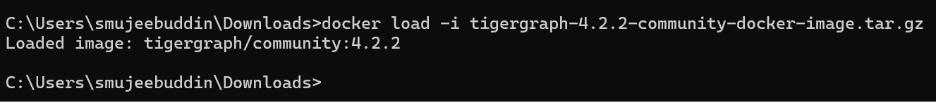 C:\Users\smujeebuddin\Downloads>docker load -i tigergraph-4.2.2-community-docker-image.tar.gz
Loaded image: tigergraph/community:4.2.2
C:\Users\smujeebuddin\Downloads>